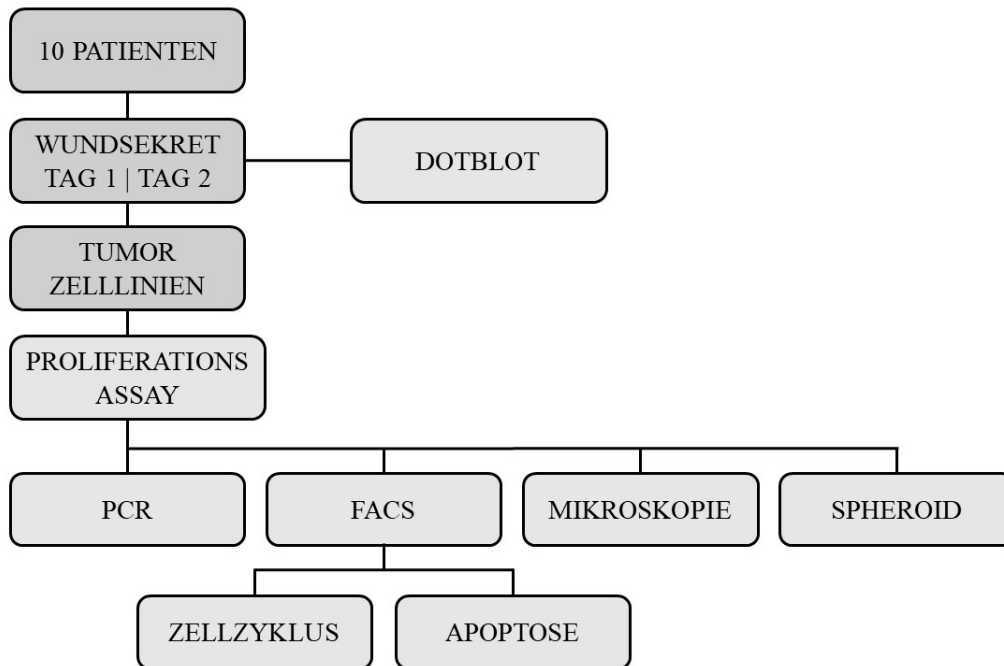 10 PATIENTEN
WUNDSEKRET
TAG 1 | TAG 2
DOTBLOT
TUMOR
ZELLLINIEN
PROLIFERATIONS
ASSAY
PCR
FACS
MIKROSKOPIE
SPHEROID
ZELLZYKLUS
APOPTOSE